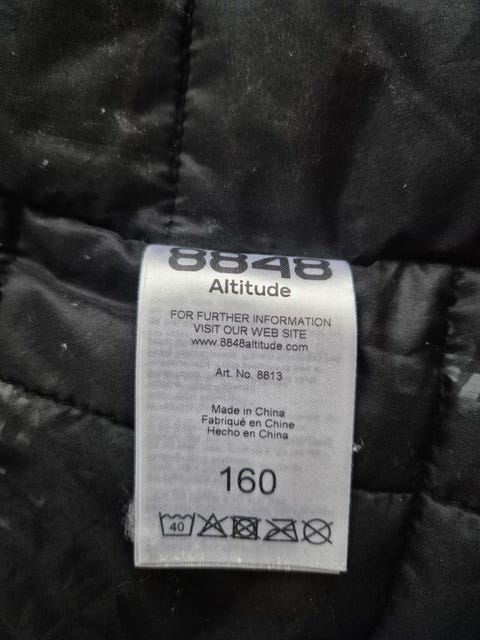 8848
Altitude
FOR FURTHER INFORMATION
VISIT OUR WEB SITE
www.8848altitude.com
Art. No. 8813
Made in China
Fabriqué en Chine
Hecho en China
160
40